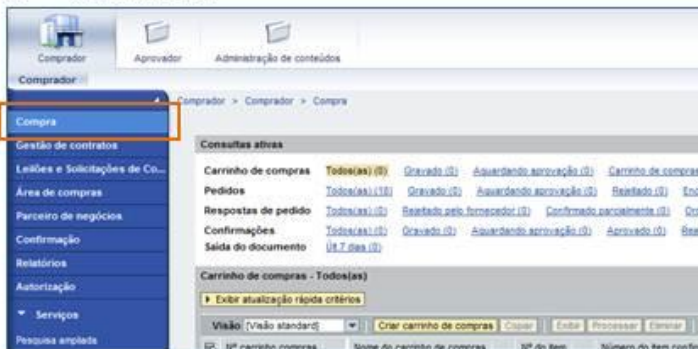 Comprador Aprovador Administração de conteúdos
Comprador
Comprador > Comprador > Compra
Compra
Gestão de contratos
Leilões e Solicitações de Co...
Área de compras
Parceiro de negócios
Confirmação
Relatórios
Autorização
Serviços
Pesquisa ampliada
Consultas ativas
Carrinho de compras Todos(as) (0) Gravado (0) Aguardando aprovação (0) Carrinho de compras
Pedidos Todos(as) (10) Gravado (0) Aguardando aprovação (0) Rejeitado (0)
Respostas de pedido Todos(as) (0) Rejeitado pelo fornecedor (0) Confirmado parcialmente (0)
Confirmações Todos(as) (0) Gravado (0) Aguardando aprovação (0) Aprovado (0)
Saída do documento Últ.7 dias (0)
Carrinho de compras - Todos(as)
Exibir atualização rápida critérios
Visão [Visão standard] Criar carrinho de compras Copiar Exibir Processar Eliminar
Nº carrinho compras Nome do carrinho de compras Nº do item